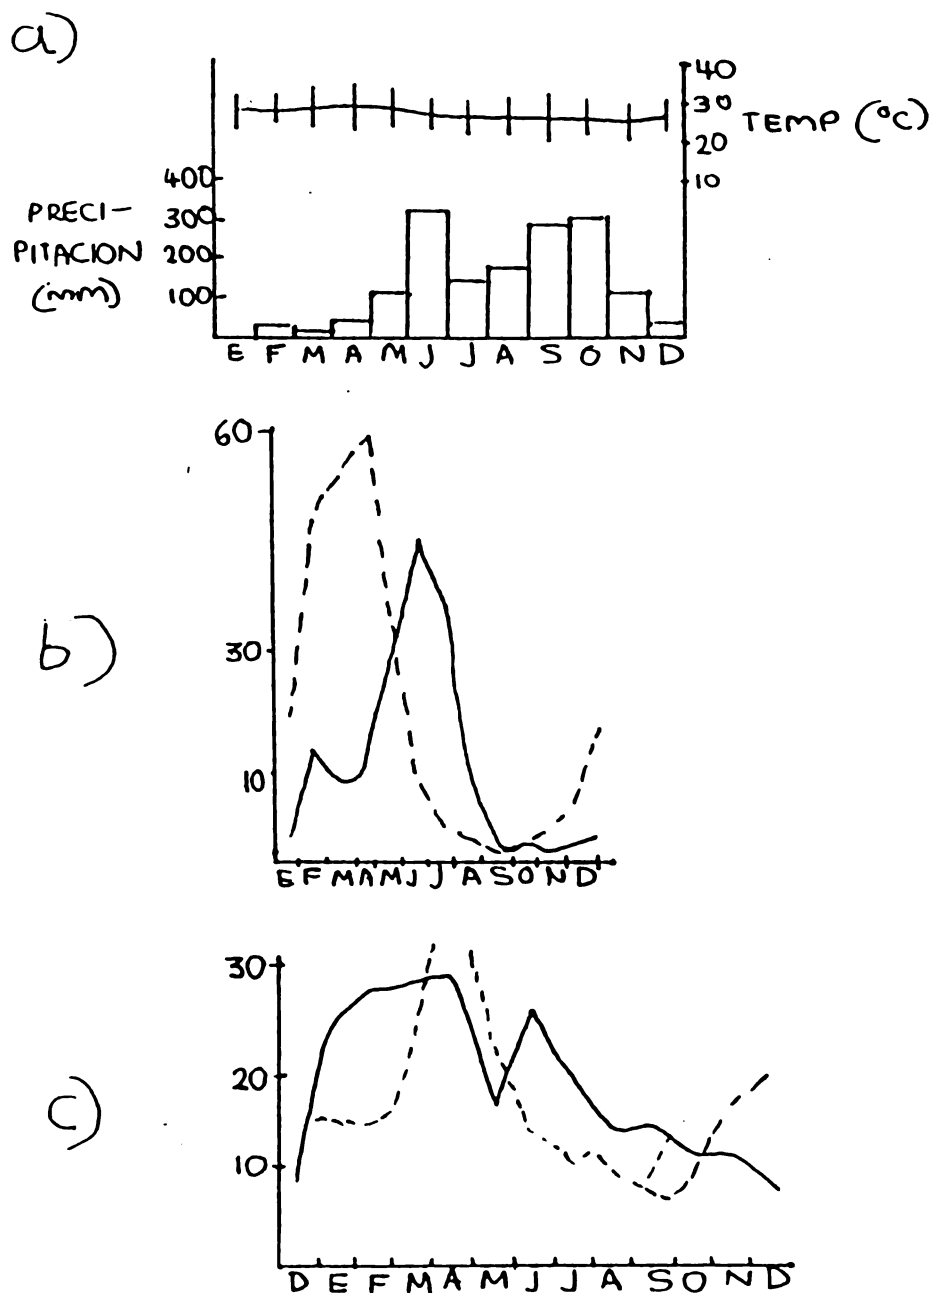 a)
40
30
TEMP (°C)
20
10
400
300
200
100
PRECI-
PITACION
(mm)
E F M A M J J A S O N D
b)
60
30
10
E F M A M J J A S O N D
c)
30
20
10
D E F M A M J J A S O N D